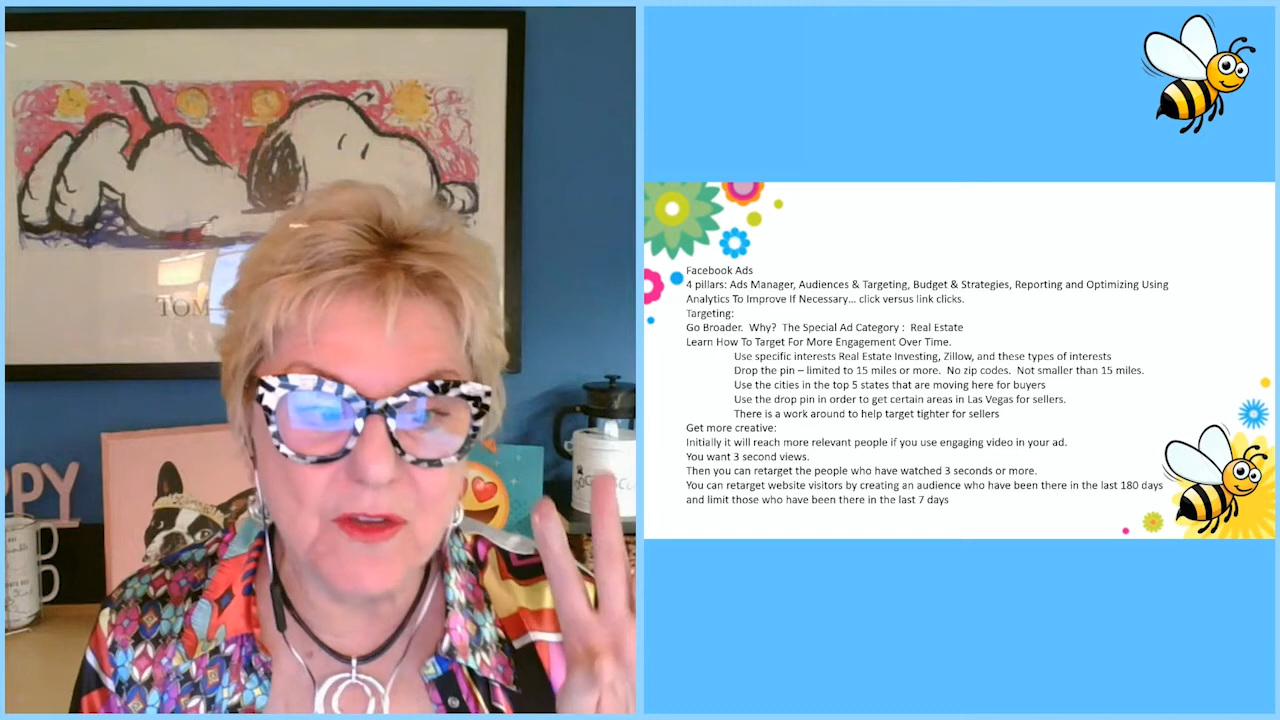 TOM
PPY
Facebook Ads
4 pillars: Ads Manager, Audiences & Targeting, Budget & Strategies, Reporting and Optimizing Using
Analytics To Improve If Necessary... click versus link clicks.
Targeting:
Go Broader.  Why?  The Special Ad Category :  Real Estate
Learn How To Target For More Engagement Over Time.
Use specific interests Real Estate Investing, Zillow, and these types of interests
Drop the pin – limited to 15 miles or more.  No zip codes.  Not smaller than 15 miles.
Use the cities in the top 5 states that are moving here for buyers
Use the drop pin in order to get certain areas in Las Vegas for sellers.
There is a work around to help target tighter for sellers
Get more creative:
Initially it will reach more relevant people if you use engaging video in your ad.
You want 3 second views.
Then you can retarget the people who have watched 3 seconds or more.
You can retarget website visitors by creating an audience who have been there in the last 180 days
and limit those who have been there in the last 7 days